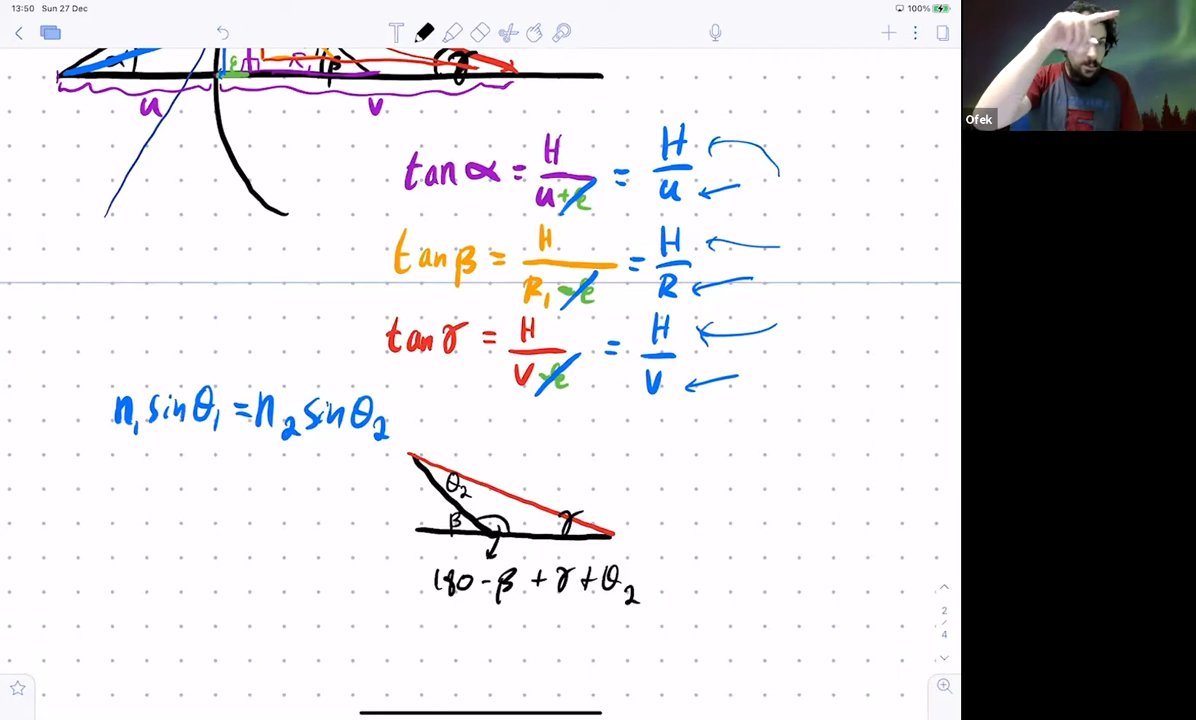 13:50 Sun 27 Dec
100%
T
Ofek
α
R₁
β
γ
u
v
tan α = H/(u+e) = H/u
tan β = H/(R₁-e) = H/R
tan γ = H/(v-e) = H/v
n₁ sin θ₁ = n₂ sin θ₂
θ₂
β
γ
180 - β + γ + θ₂
2
/
4